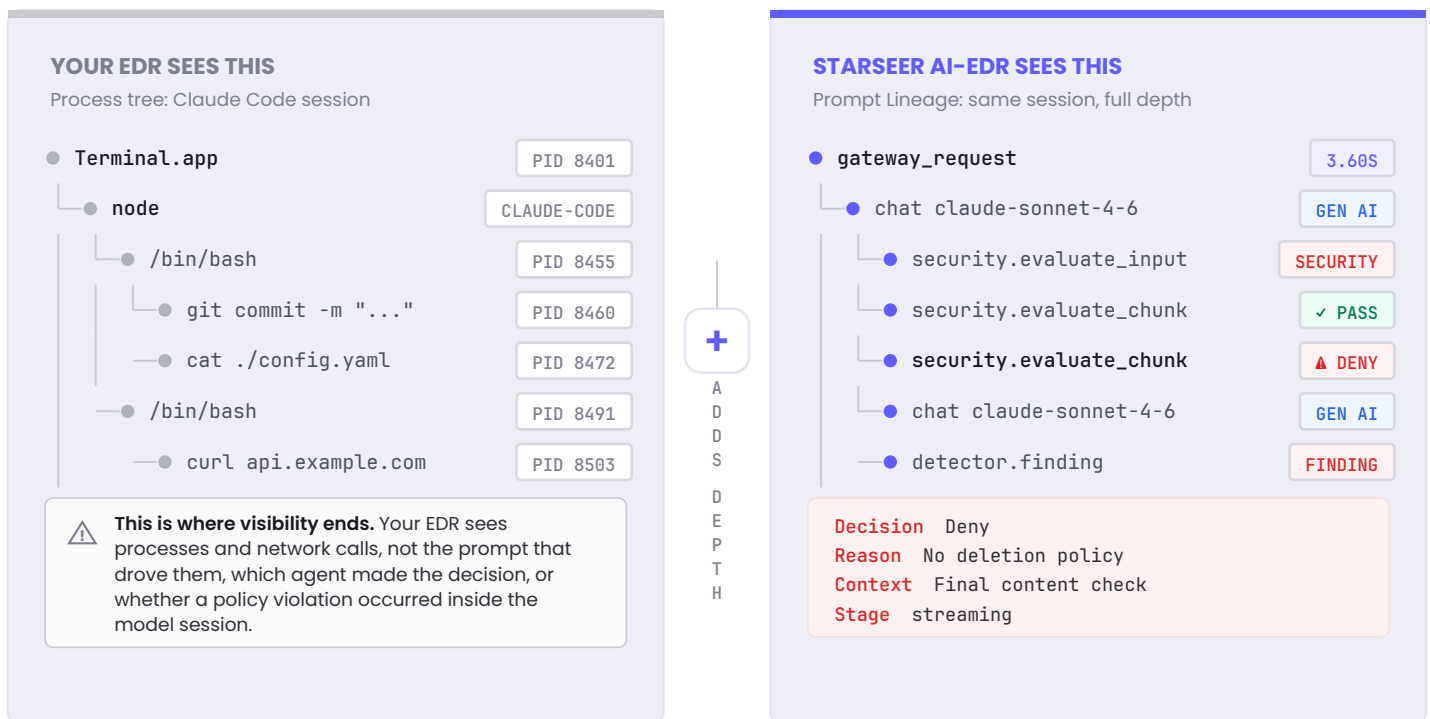 YOUR EDR SEES THIS
Process tree: Claude Code session
Terminal.app PID 8401
node CLAUDE-CODE
/bin/bash PID 8455
git commit -m "..." PID 8460
cat ./config.yaml PID 8472
/bin/bash PID 8491
curl api.example.com PID 8503
This is where visibility ends. Your EDR sees
processes and network calls, not the prompt that
drove them, which agent made the decision, or
whether a policy violation occurred inside the
model session.
+
ADDS DEPTH
STARSEER AI-EDR SEES THIS
Prompt Lineage: same session, full depth
gateway_request 3.60S
chat claude-sonnet-4-6 GEN AI
security.evaluate_input SECURITY
security.evaluate_chunk ✓ PASS
security.evaluate_chunk ⚠ DENY
chat claude-sonnet-4-6 GEN AI
detector.finding FINDING
Decision Deny
Reason No deletion policy
Context Final content check
Stage streaming